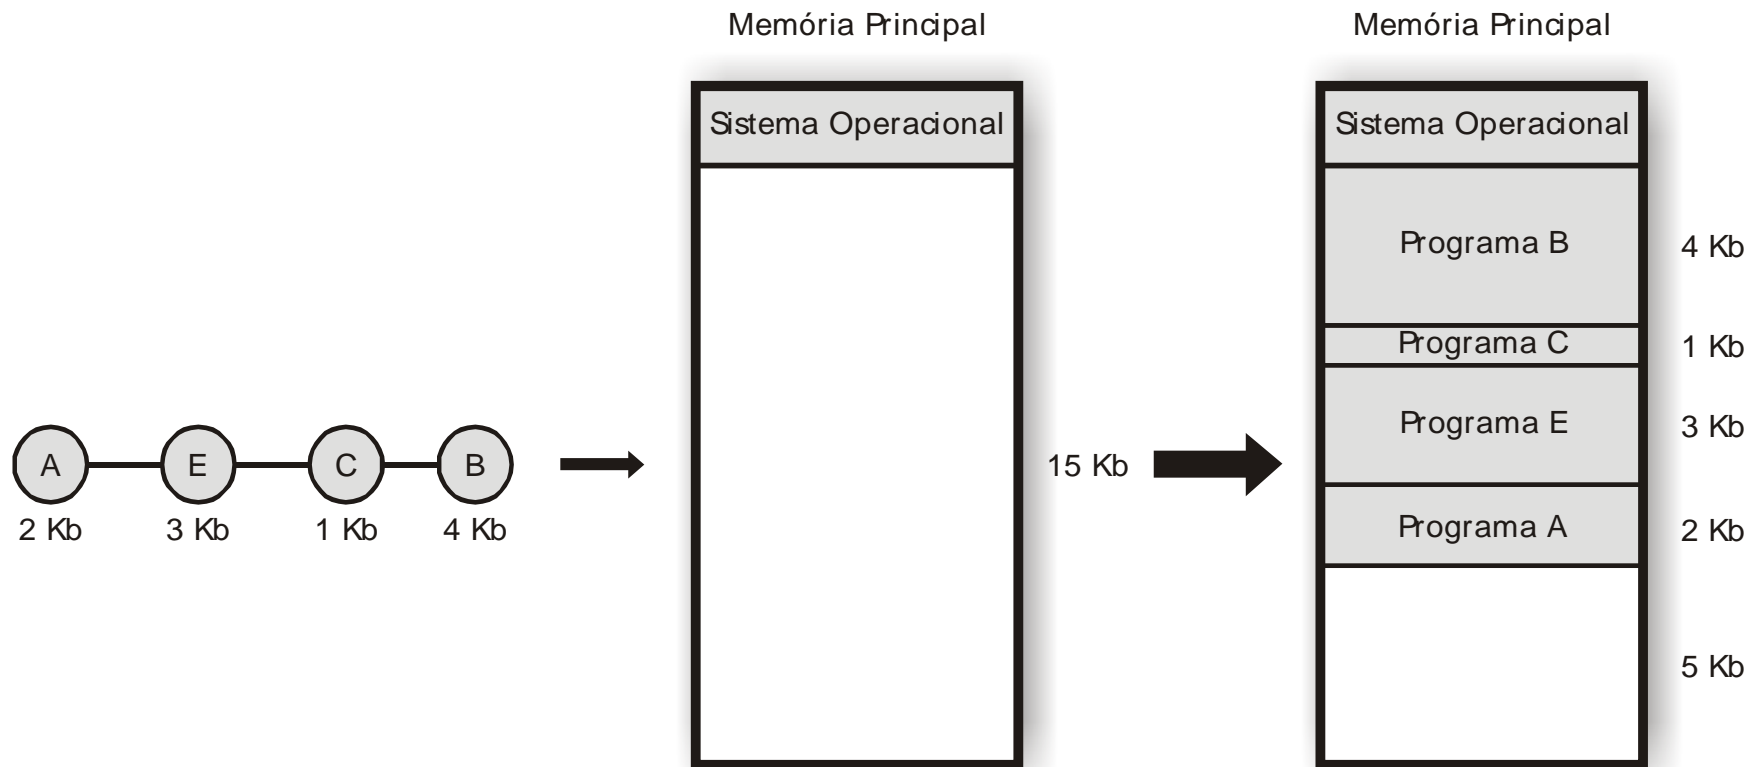 Memória Principal
Memória Principal
Sistema Operacional
Sistema Operacional
Programa B
4 Kb
Programa C
1 Kb
Programa E
3 Kb
A
E
C
B
15 Kb
2 Kb
3 Kb
1 Kb
4 Kb
Programa A
2 Kb
5 Kb